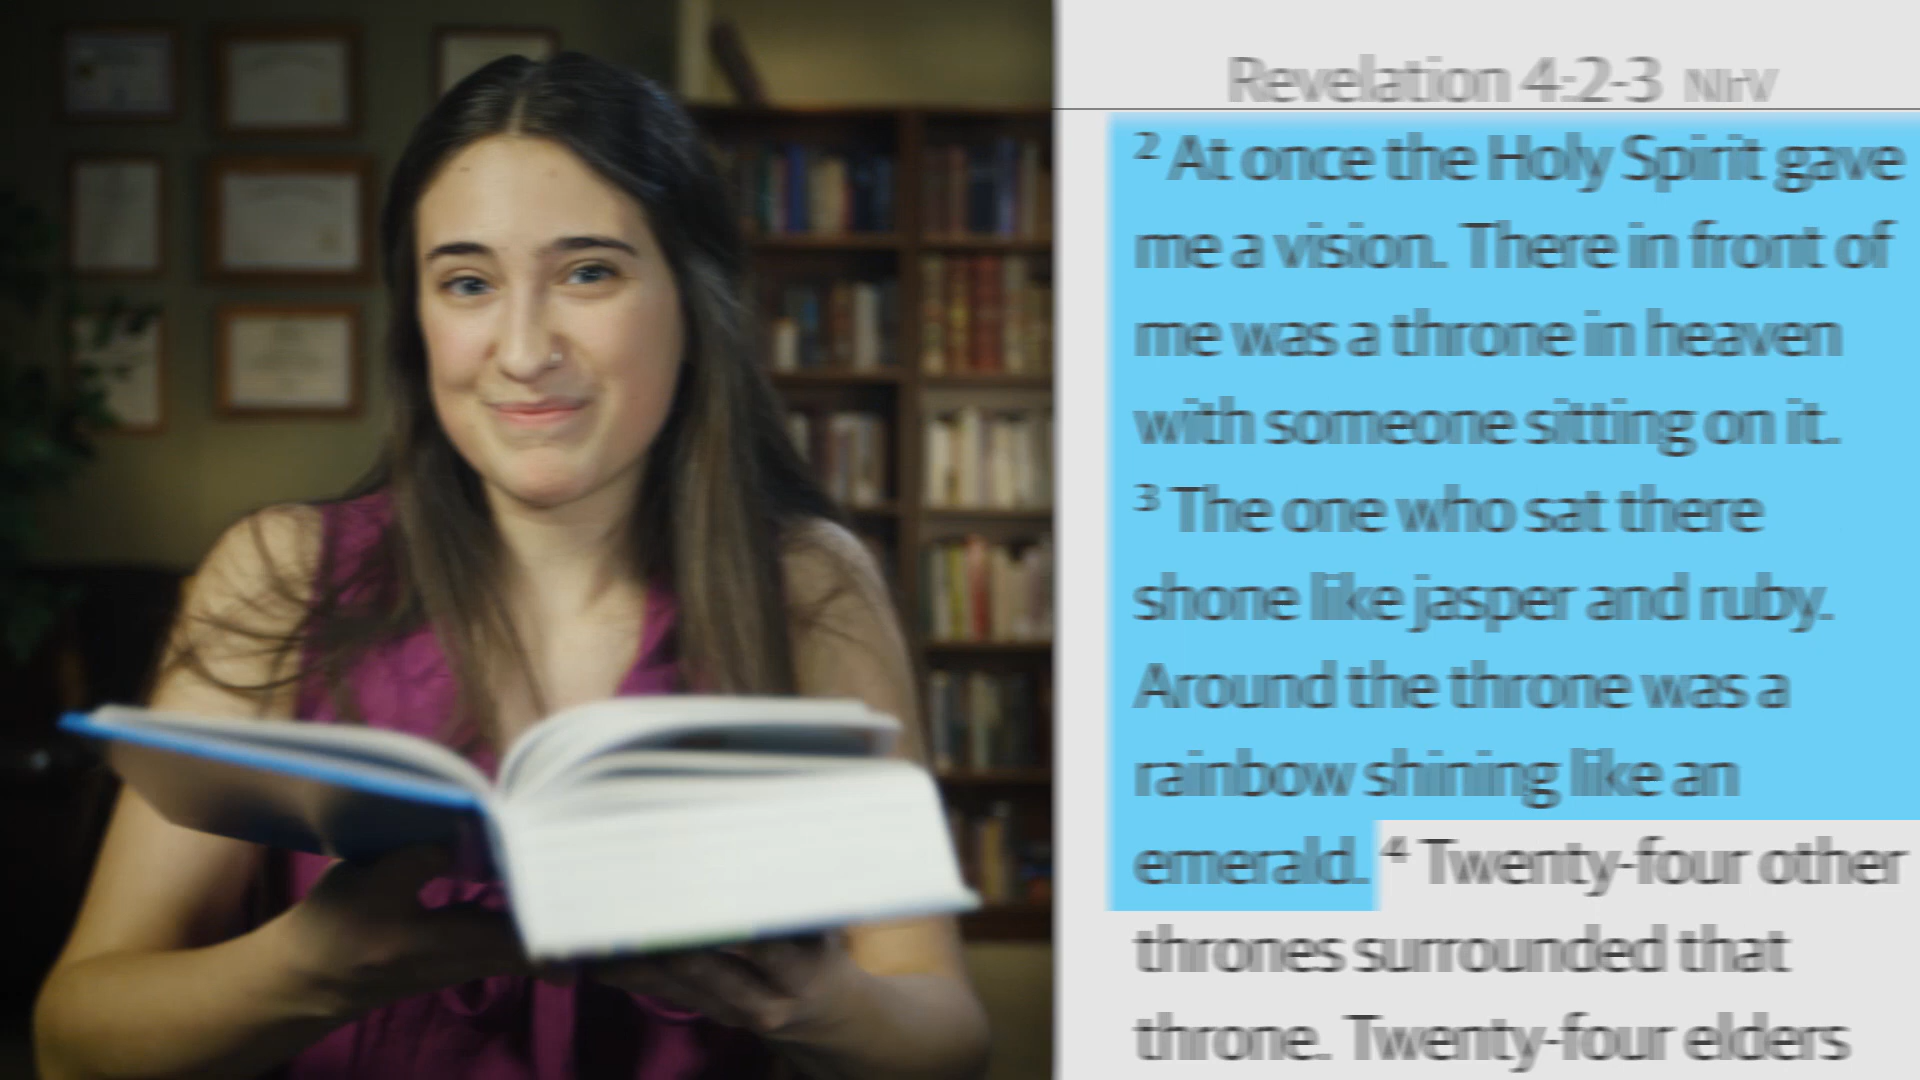 Revelation 4:2-3 NIrV
2 At once the Holy Spirit gave
me a vision. There in front of
me was a throne in heaven
with someone sitting on it.
3 The one who sat there
shone like jasper and ruby.
Around the throne was a
rainbow shining like an
emerald. 4 Twenty-four other
thrones surrounded that
throne. Twenty-four elders